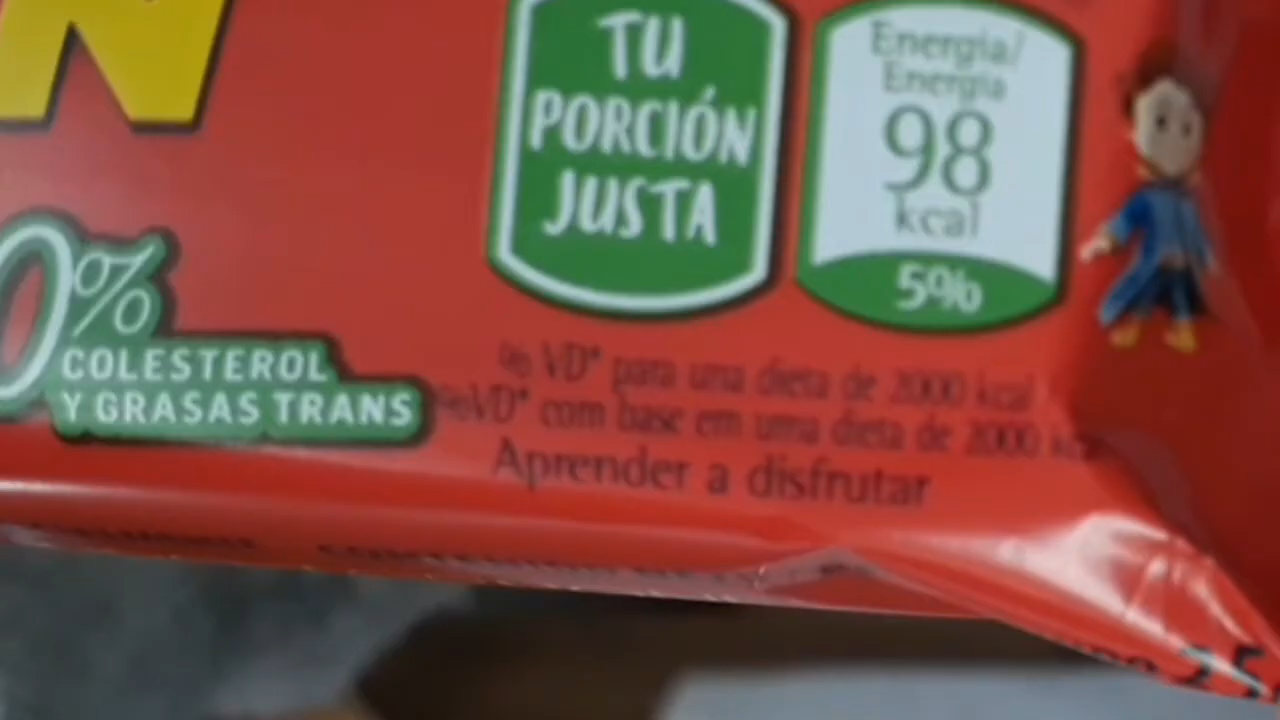 TU
PORCIÓN
JUSTA
Energía/
Energia
98
kcal
5%
0%
COLESTEROL
Y GRASAS TRANS
% VD* para una dieta de 2000 kcal
%VD* com base em uma dieta de 2000 kcal
Aprender a disfrutar